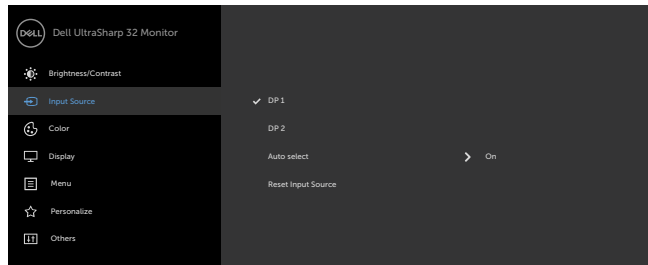 DELL Dell UltraSharp 32 Monitor
Brightness/Contrast
Input Source
DP 1
Color
DP 2
Display
Auto select
On
Menu
Reset Input Source
Personalize
Others